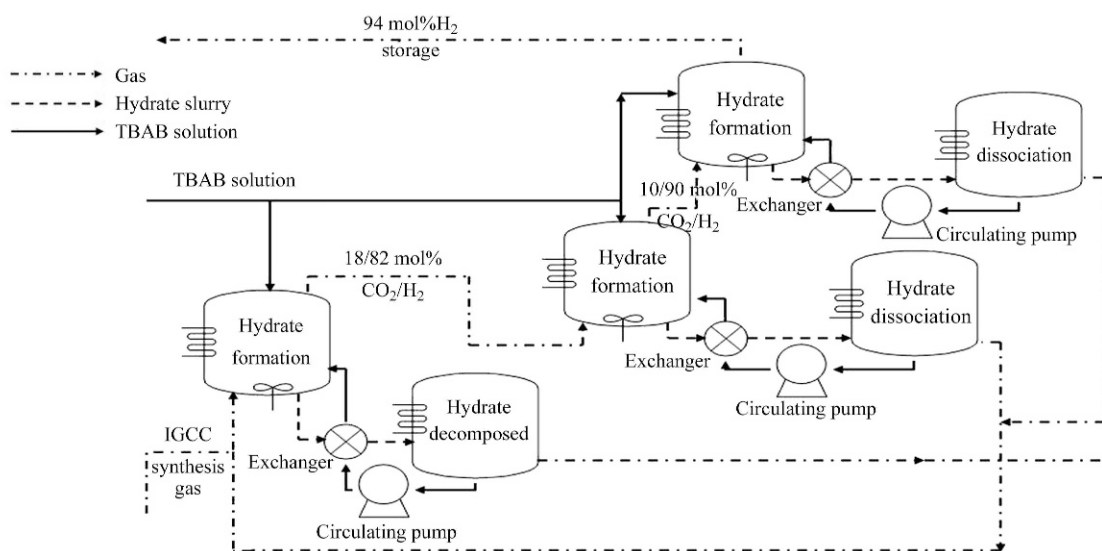 94 mol%H2
storage
Gas
Hydrate slurry
TBAB solution
Hydrate
formation
Hydrate
dissociation
TBAB solution
10/90 mol%
CO2/H2
Exchanger
Circulating pump
18/82 mol%
CO2/H2
Hydrate
formation
Hydrate
dissociation
Hydrate
formation
Exchanger
Circulating pump
Hydrate
decomposed
IGCC
synthesis
gas
Exchanger
Circulating pump